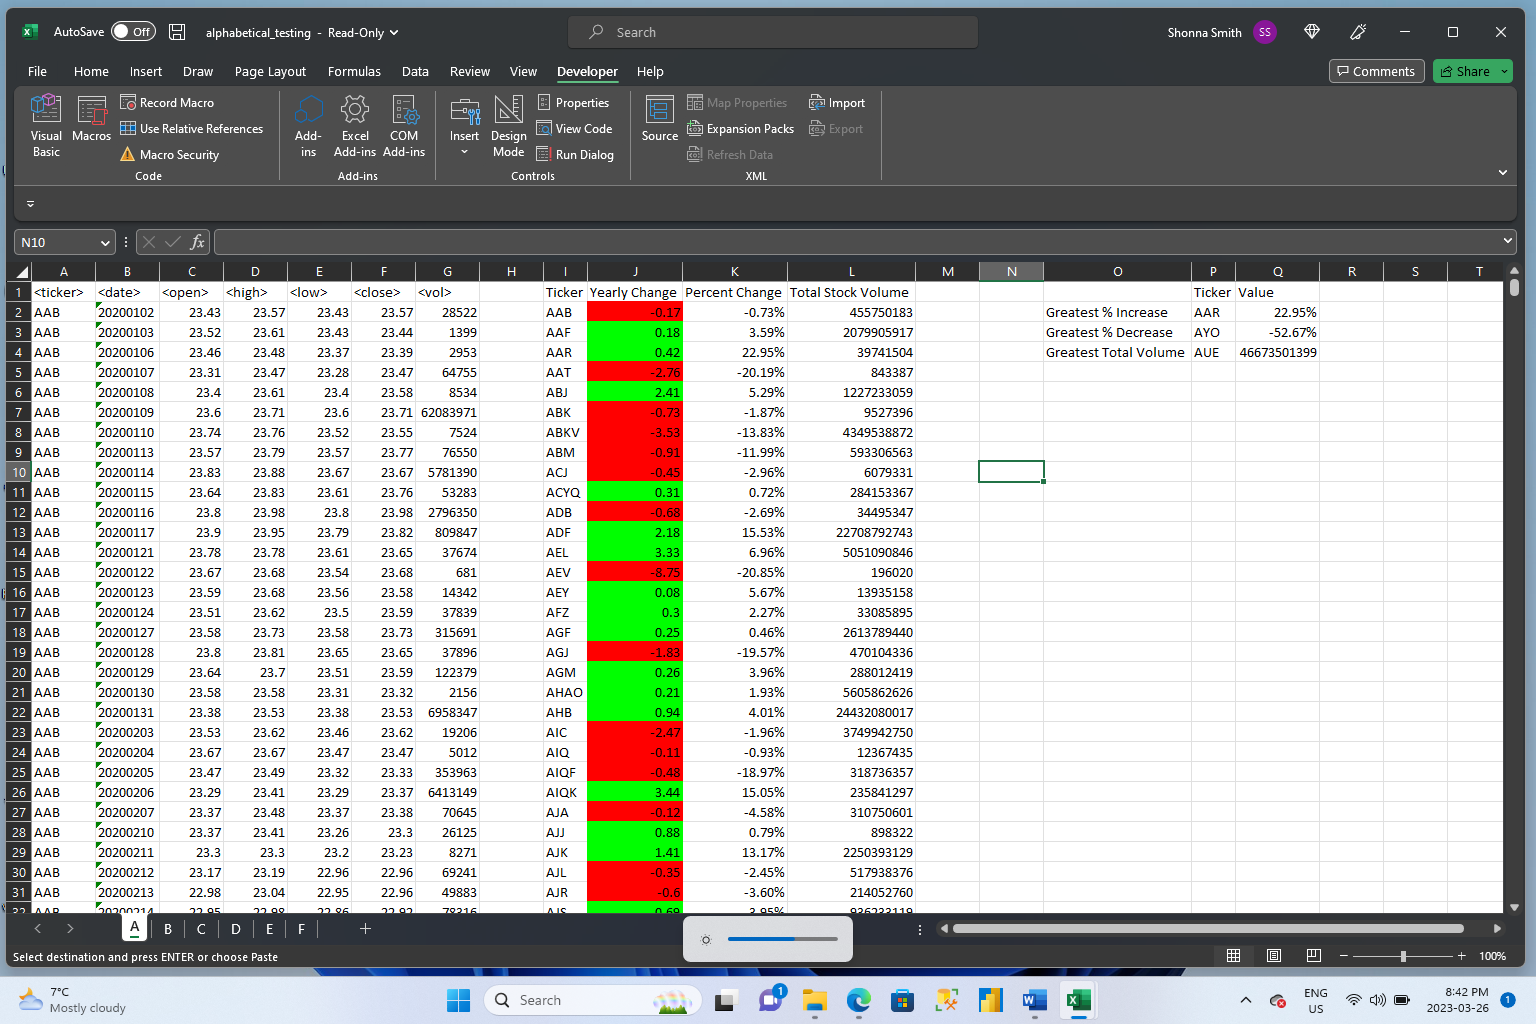 AutoSave Off alphabetical_testing - Read-Only Search Shonna Smith SS
File Home Insert Draw Page Layout Formulas Data Review View Developer Help Comments Share
Visual Basic
Macros
Record Macro
Use Relative References
Macro Security
Code
Add-ins
Excel Add-ins
COM Add-ins
Add-ins
Insert
Design Mode
Properties
View Code
Run Dialog
Controls
Source
Map Properties
Expansion Packs
Refresh Data
Import
Export
XML
N10 fx
A B C D E F G H I J K L M N O P Q R S T
1 <ticker> <date> <open> <high> <low> <close> <vol> Ticker Yearly Change Percent Change Total Stock Volume Ticker Value
2 AAB 20200102 23.43 23.57 23.43 23.57 28522 AAB -0.17 -0.73% 455750183 Greatest % Increase AAR 22.95%
3 AAB 20200103 23.52 23.61 23.43 23.44 1399 AAF 0.18 3.59% 2079905917 Greatest % Decrease AYO -52.67%
4 AAB 20200106 23.46 23.48 23.37 23.39 2953 AAR 0.42 22.95% 39741504 Greatest Total Volume AUE 46673501399
5 AAB 20200107 23.31 23.47 23.28 23.47 64755 AAT -2.76 -20.19% 843387
6 AAB 20200108 23.4 23.61 23.4 23.58 8534 ABJ 2.41 5.29% 1227233059
7 AAB 20200109 23.6 23.71 23.6 23.71 62083971 ABK -0.73 -1.87% 9527396
8 AAB 20200110 23.74 23.76 23.52 23.55 7524 ABKV -3.53 -13.83% 4349538872
9 AAB 20200113 23.57 23.79 23.57 23.77 76550 ABM -0.91 -11.99% 593306563
10 AAB 20200114 23.83 23.88 23.67 23.67 5781390 ACJ -0.45 -2.96% 6079331
11 AAB 20200115 23.64 23.83 23.61 23.76 53283 ACYQ 0.31 0.72% 284153367
12 AAB 20200116 23.8 23.98 23.8 23.98 2796350 ADB -0.68 -2.69% 34495347
13 AAB 20200117 23.9 23.95 23.79 23.82 809847 ADF 2.18 15.53% 22708792743
14 AAB 20200121 23.78 23.78 23.61 23.65 37674 AEL 3.33 6.96% 5051090846
15 AAB 20200122 23.67 23.68 23.54 23.68 681 AEV -8.75 -20.85% 196020
16 AAB 20200123 23.59 23.68 23.56 23.58 14342 AEY 0.08 5.67% 13935158
17 AAB 20200124 23.51 23.62 23.5 23.59 37839 AFZ 0.3 2.27% 33085895
18 AAB 20200127 23.58 23.73 23.58 23.73 315691 AGF 0.25 0.46% 2613789440
19 AAB 20200128 23.8 23.81 23.65 23.65 37896 AGJ -1.83 -19.57% 470104336
20 AAB 20200129 23.64 23.7 23.51 23.59 122379 AGM 0.26 3.96% 288012419
21 AAB 20200130 23.58 23.58 23.31 23.32 2156 AHAO 0.21 1.93% 5605862626
22 AAB 20200131 23.38 23.53 23.38 23.53 6958347 AHB 0.94 4.01% 24432080017
23 AAB 20200203 23.53 23.62 23.46 23.62 19206 AIC -2.47 -1.96% 3749942750
24 AAB 20200204 23.67 23.67 23.47 23.47 5012 AIQ -0.11 -0.93% 12367435
25 AAB 20200205 23.47 23.49 23.32 23.33 353963 AIQF -0.48 -18.97% 318736357
26 AAB 20200206 23.29 23.41 23.29 23.37 6413149 AIQK 3.44 15.05% 235841297
27 AAB 20200207 23.37 23.48 23.37 23.38 70645 AJA -0.12 -4.58% 310750601
28 AAB 20200210 23.37 23.41 23.26 23.3 26125 AJJ 0.88 0.79% 898322
29 AAB 20200211 23.3 23.3 23.2 23.23 8271 AJK 1.41 13.17% 2250393129
30 AAB 20200212 23.17 23.19 22.96 22.96 69241 AJL -0.35 -2.45% 517938376
31 AAB 20200213 22.98 23.04 22.95 22.96 49883 AJR -0.6 -3.60% 214052760
32 AAB 20200214 22.95 22.98 22.86 22.92 78316 AJS 0.69 3.95% 936233119
A B C D E F
Select destination and press ENTER or choose Paste 100%
7°C
Mostly cloudy
Search
1
ENG
US
8:42 PM
2023-03-26
1